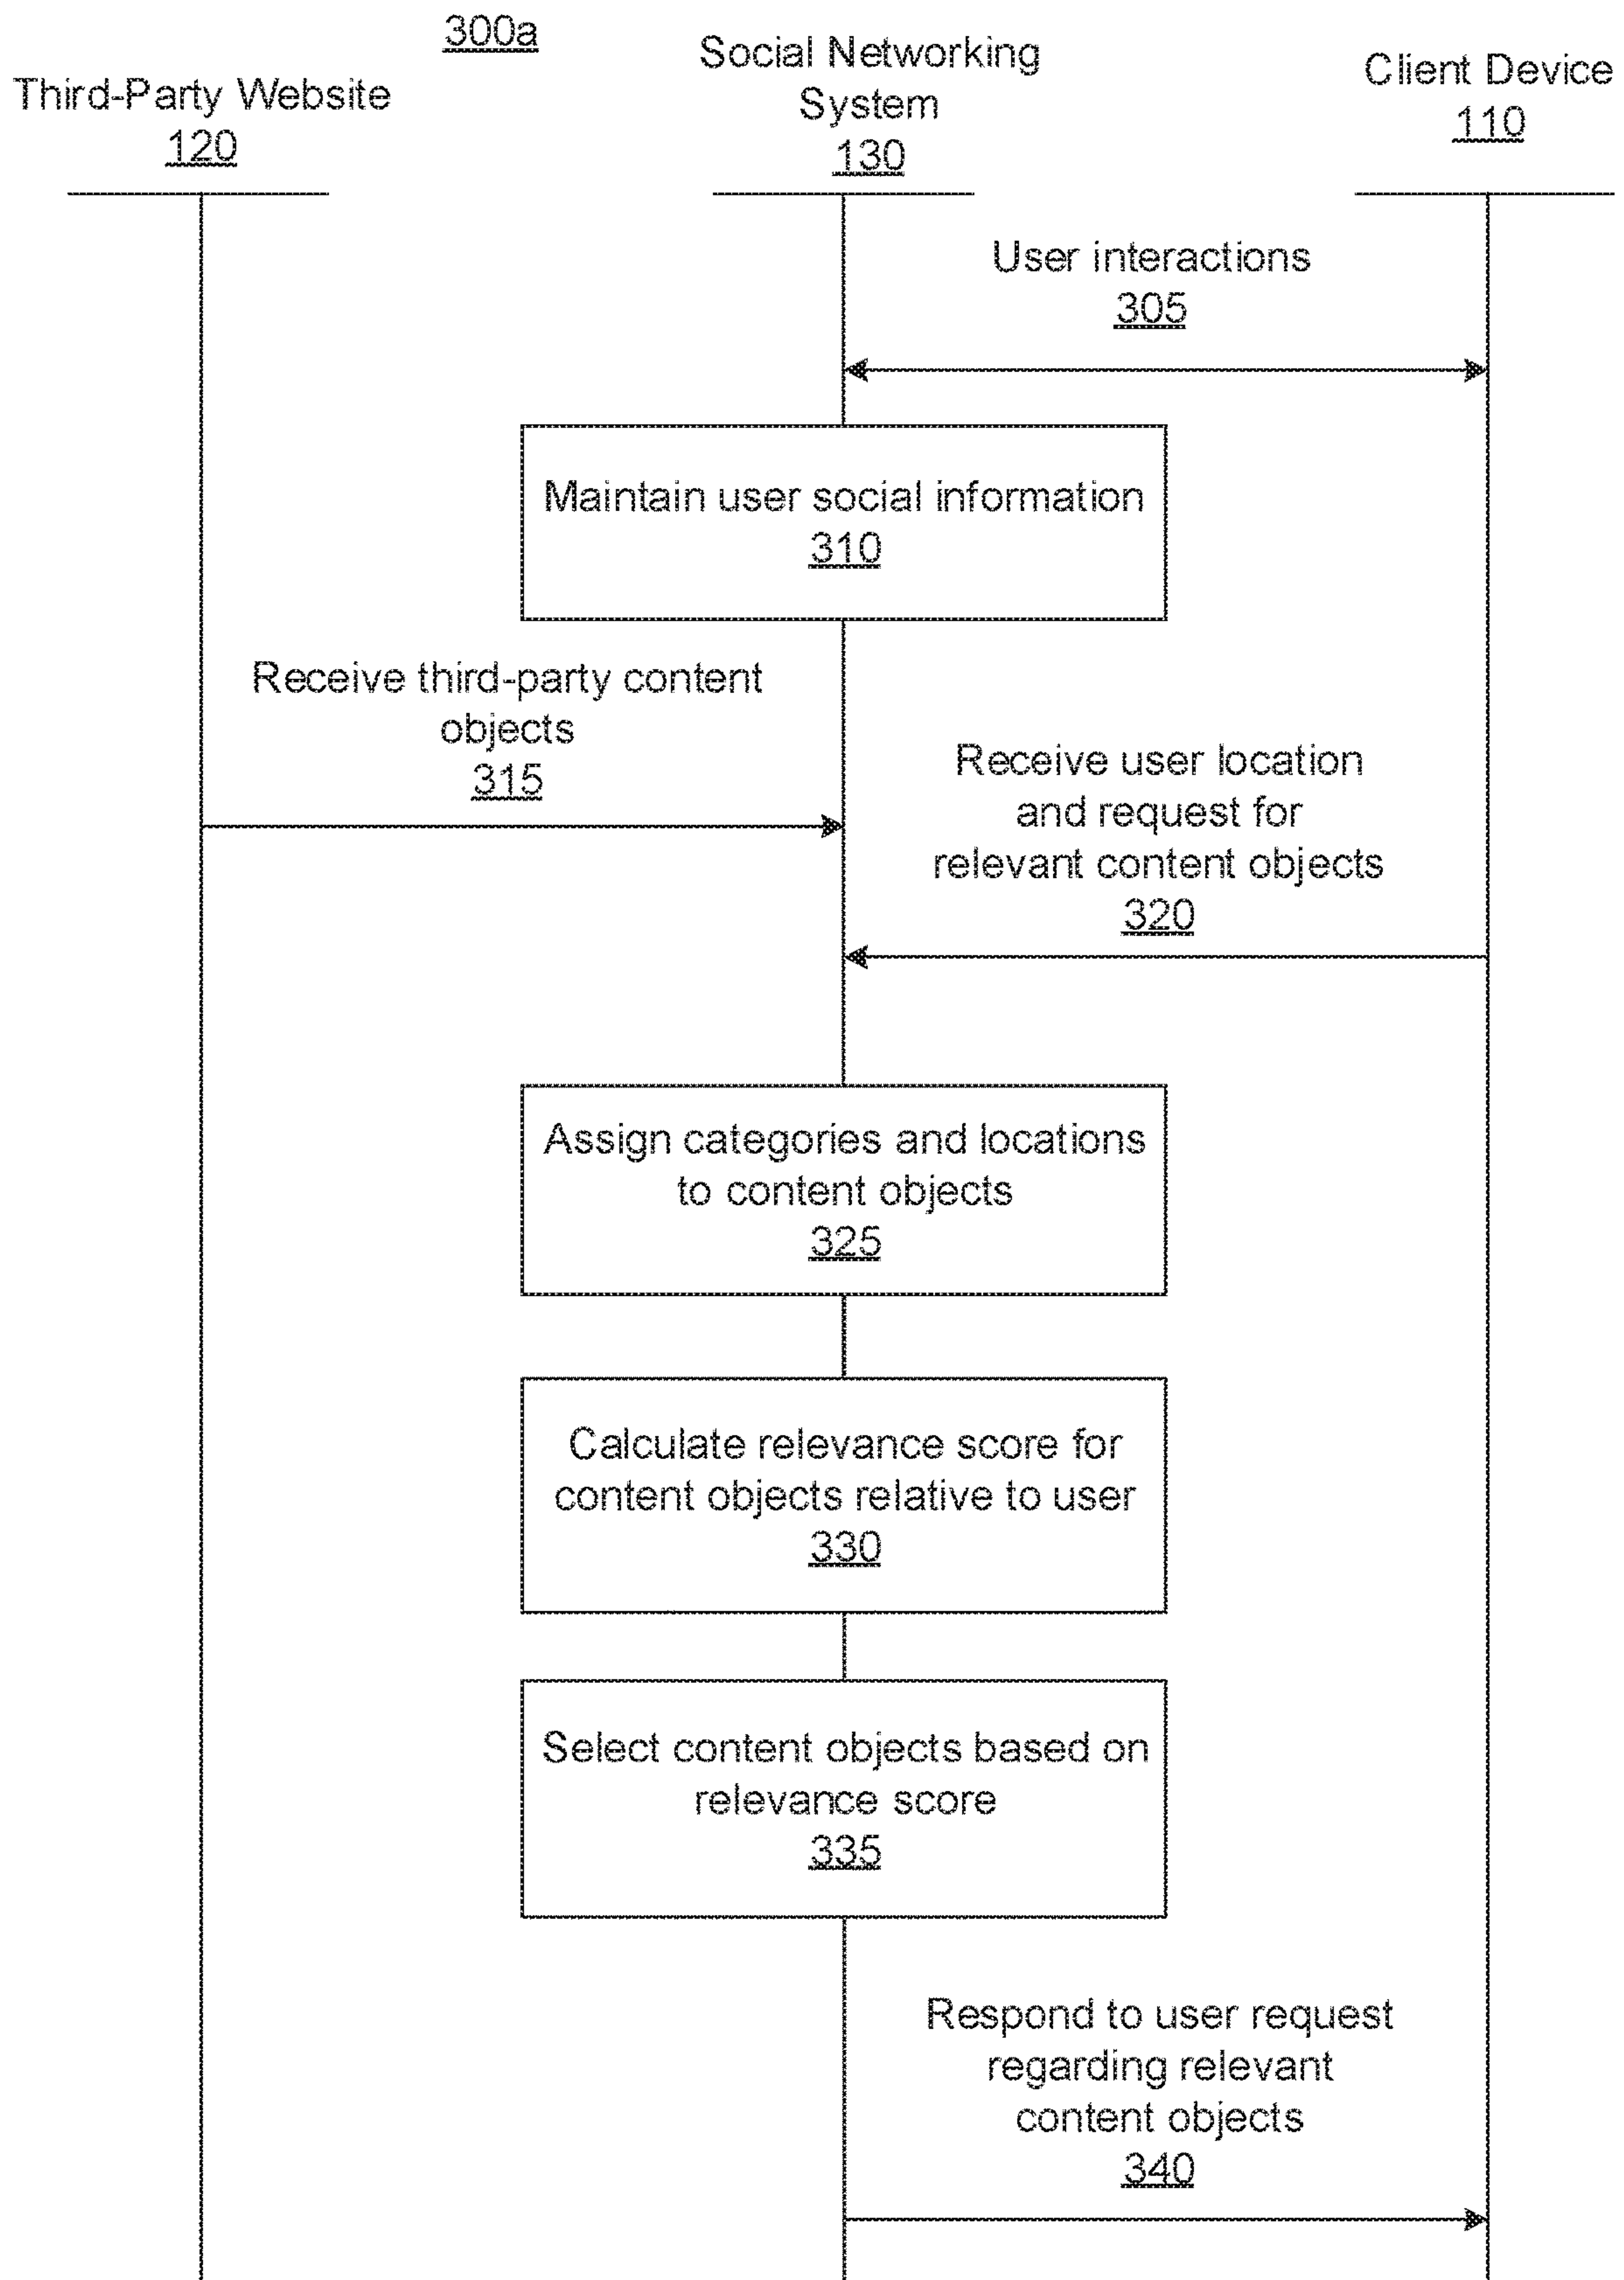 300a
Third-Party Website
120
Social Networking
System
130
Client Device
110
User interactions
305
Maintain user social information
310
Receive third-party content
objects
315
Receive user location
and request for
relevant content objects
320
Assign categories and locations
to content objects
325
Calculate relevance score for
content objects relative to user
330
Select content objects based on
relevance score
335
Respond to user request
regarding relevant
content objects
340